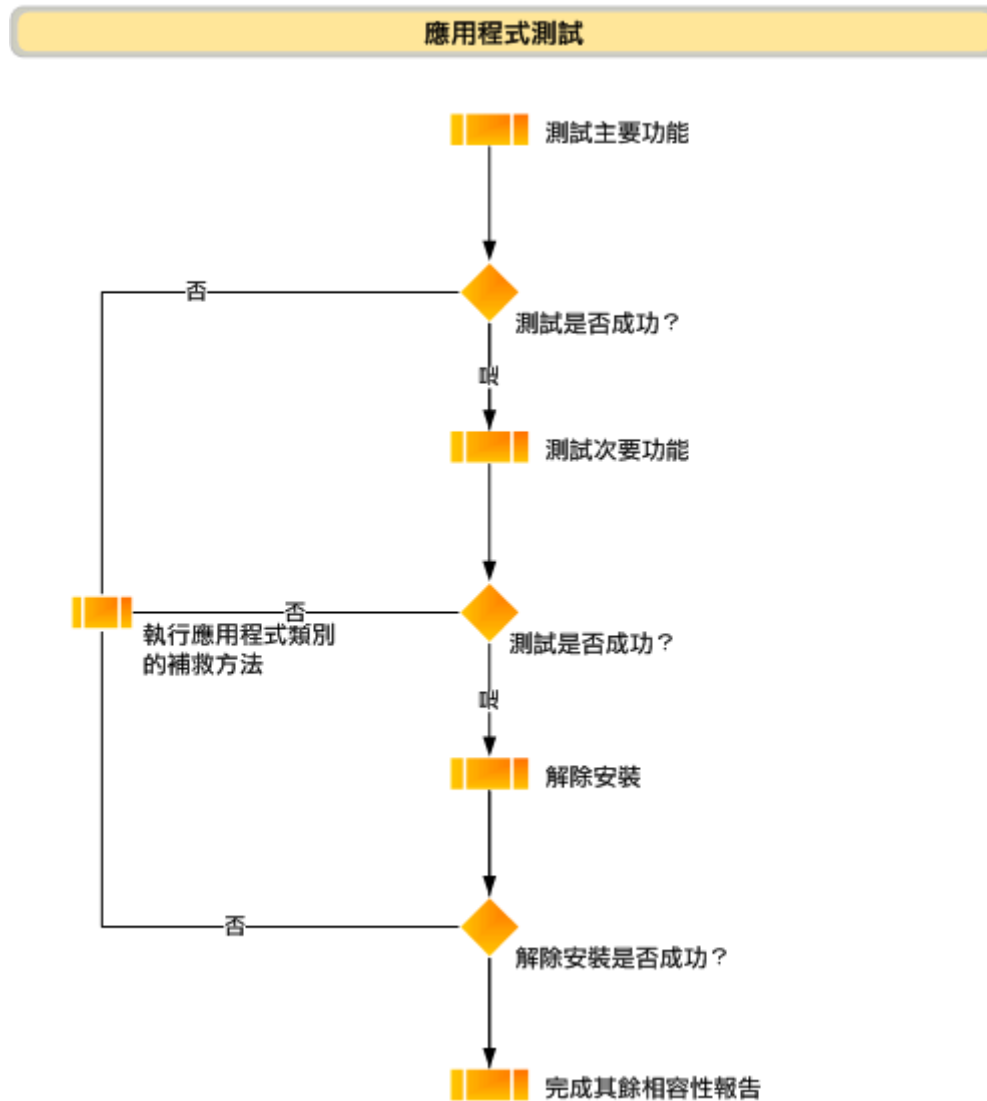 應用程式測試
測試主要功能
否
測試是否成功？
是
測試次要功能
否
執行應用程式類別
的補救方法
測試是否成功？
是
解除安裝
否
解除安裝是否成功？
完成其餘相容性報告